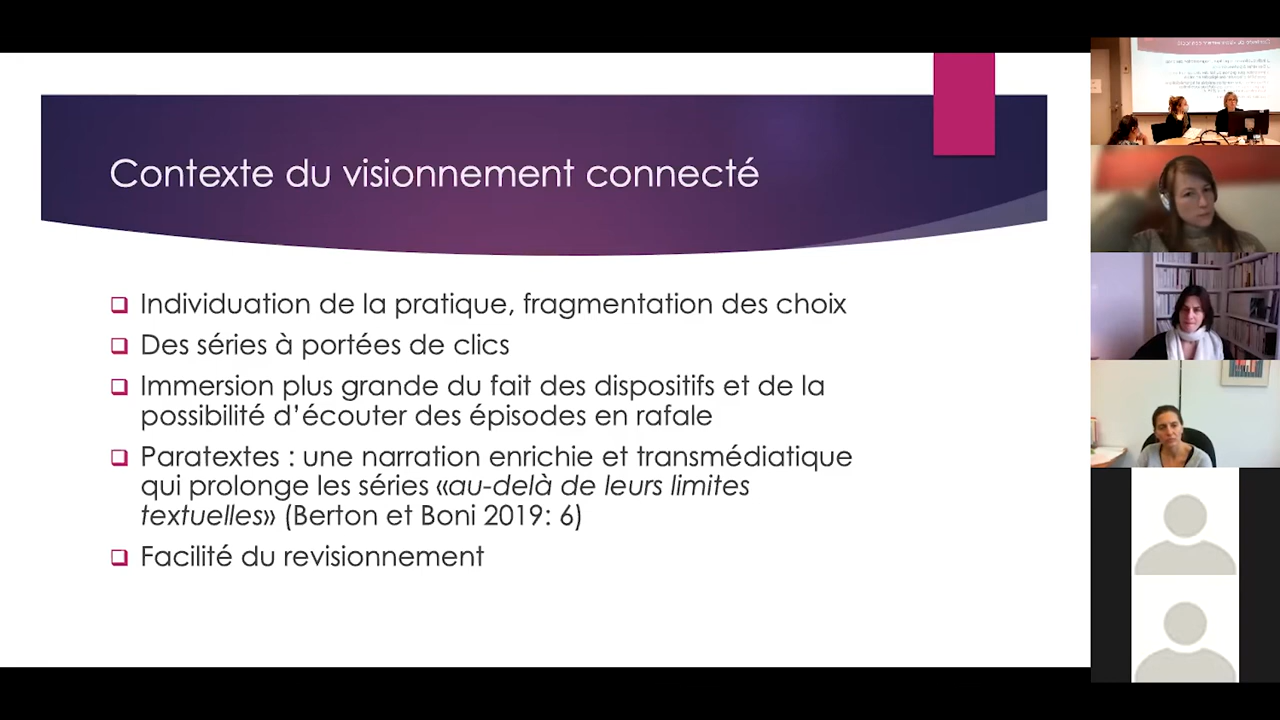 Contexte du visionnement connecté
Individuation de la pratique, fragmentation des choix
Des séries à portées de clics
Immersion plus grande du fait des dispositifs et de la
possibilité d’écouter des épisodes en rafale
Paratextes : une narration enrichie et transmédiatique
qui prolonge les séries «au-delà de leurs limites
textuelles» (Berton et Boni 2019: 6)
Facilité du revisionnement